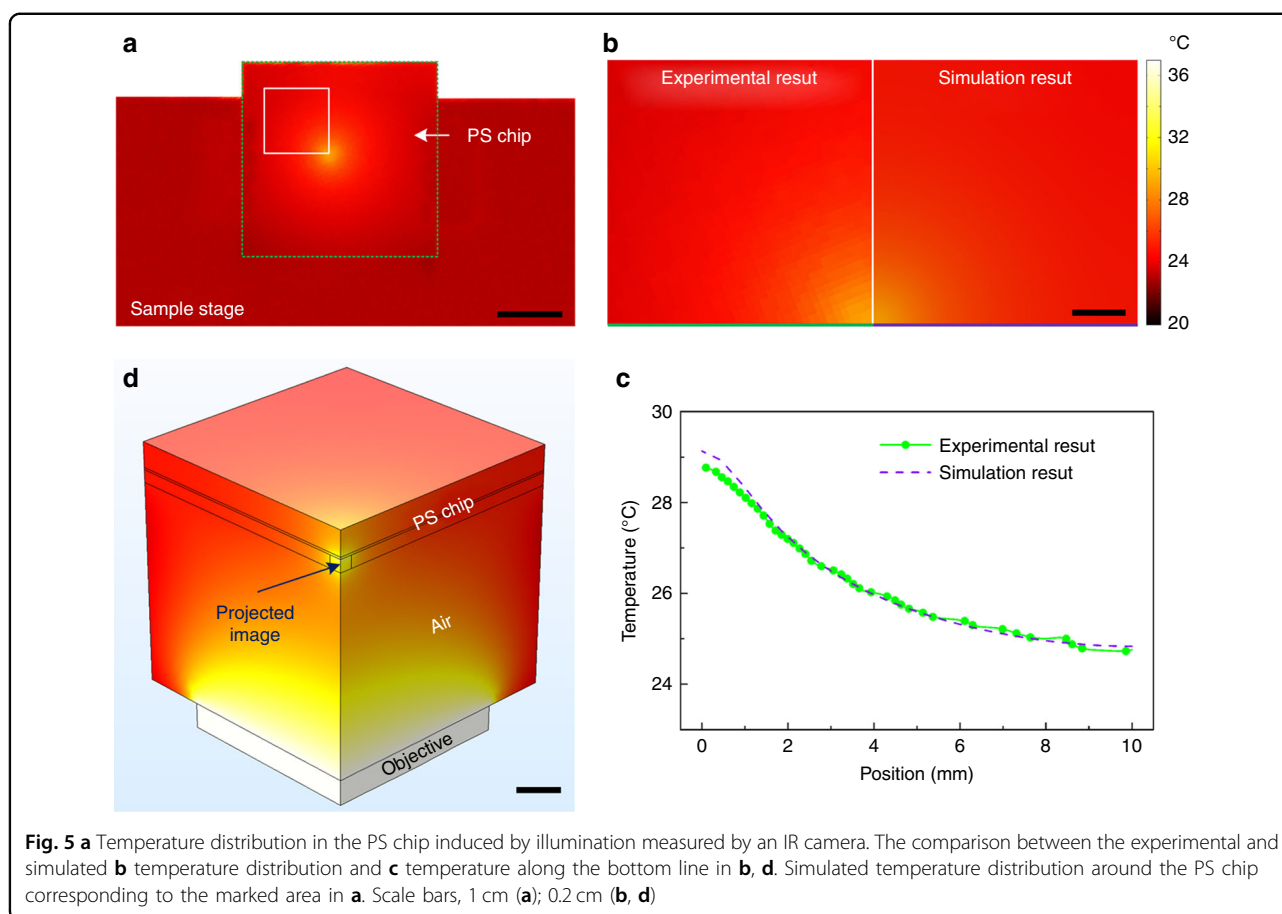 a
PS chip
Sample stage
b
Experimental resut
Simulation resut
°C
36
32
28
24
20
d
PS chip
Projected
image
Air
Objective
c
30
28
26
24
Temperature (°C)
Experimental resut
Simulation resut
0 2 4 6 8 10
Position (mm)
Fig. 5 a Temperature distribution in the PS chip induced by illumination measured by an IR camera. The comparison between the experimental and
simulated b temperature distribution and c temperature along the bottom line in b, d. Simulated temperature distribution around the PS chip
corresponding to the marked area in a. Scale bars, 1 cm (a); 0.2 cm (b, d)